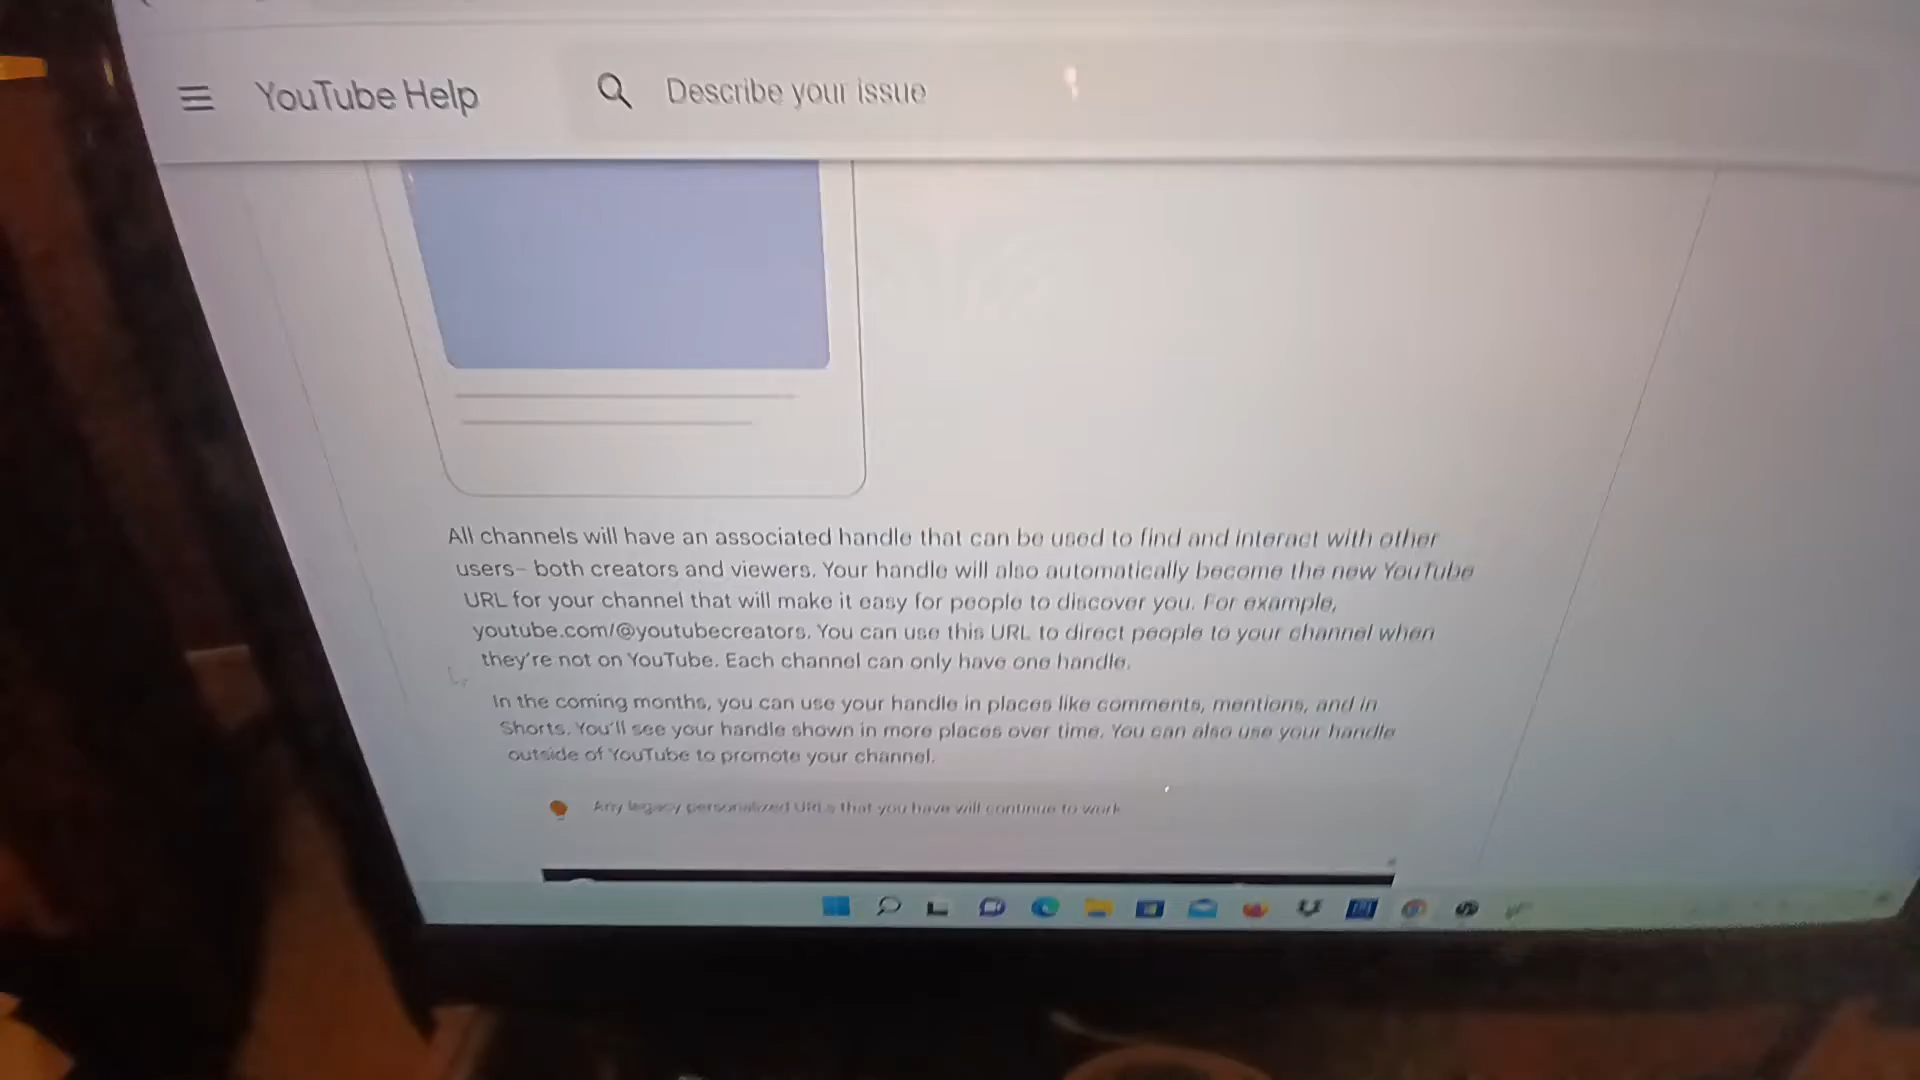 YouTube Help
Describe your issue
All channels will have an associated handle that can be used to find and interact with other
users– both creators and viewers. Your handle will also automatically become the new YouTube
URL for your channel that will make it easy for people to discover you. For example,
youtube.com/@youtubecreators. You can use this URL to direct people to your channel when
they're not on YouTube. Each channel can only have one handle.
In the coming months, you can use your handle in places like comments, mentions, and in
Shorts. You'll see your handle shown in more places over time. You can also use your handle
outside of YouTube to promote your channel.
Any legacy personalized URLs that you have will continue to work